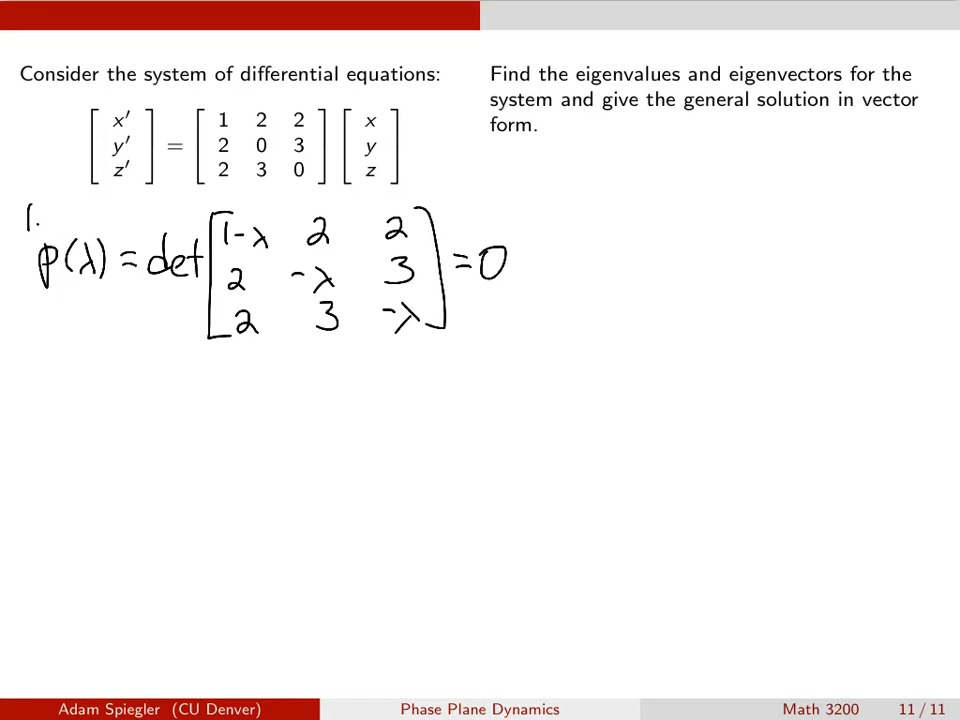 Consider the system of differential equations:
[ x′ ] = [ 1 2 2 ] [ x ]
[ y′ ] = [ 2 0 3 ] [ y ]
[ z′ ] = [ 2 3 0 ] [ z ]
1.
p(λ) = det [ 1-λ 2 2
2 -λ 3
2 3 -λ ] = 0
Find the eigenvalues and eigenvectors for the
system and give the general solution in vector
form.
Adam Spiegler (CU Denver) Phase Plane Dynamics Math 3200 11 / 11